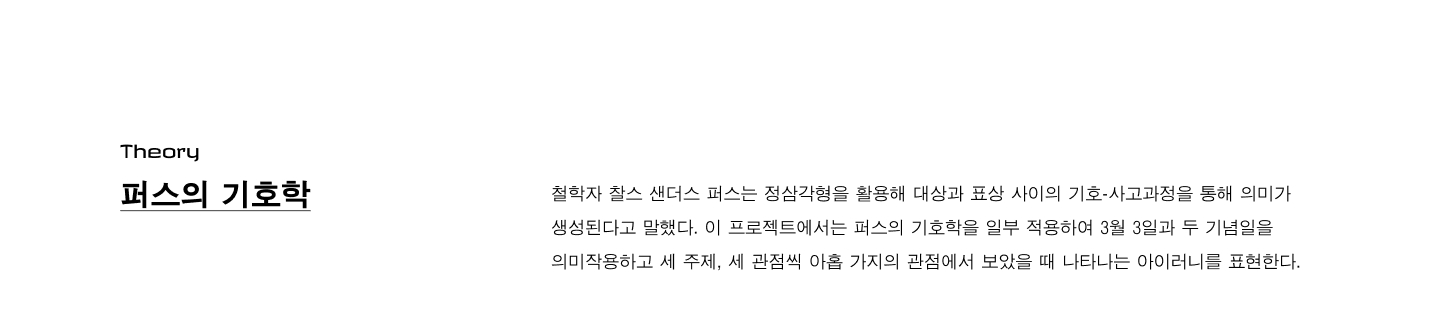 Theory
퍼스의 기호학
철학자 찰스 샌더스 퍼스는 정삼각형을 활용해 대상과 표상 사이의 기호-사고과정을 통해 의미가
생성된다고 말했다. 이 프로젝트에서는 퍼스의 기호학을 일부 적용하여 3월 3일과 두 기념일을
의미작용하고 세 주제, 세 관점씩 아홉 가지의 관점에서 보았을 때 나타나는 아이러니를 표현한다.